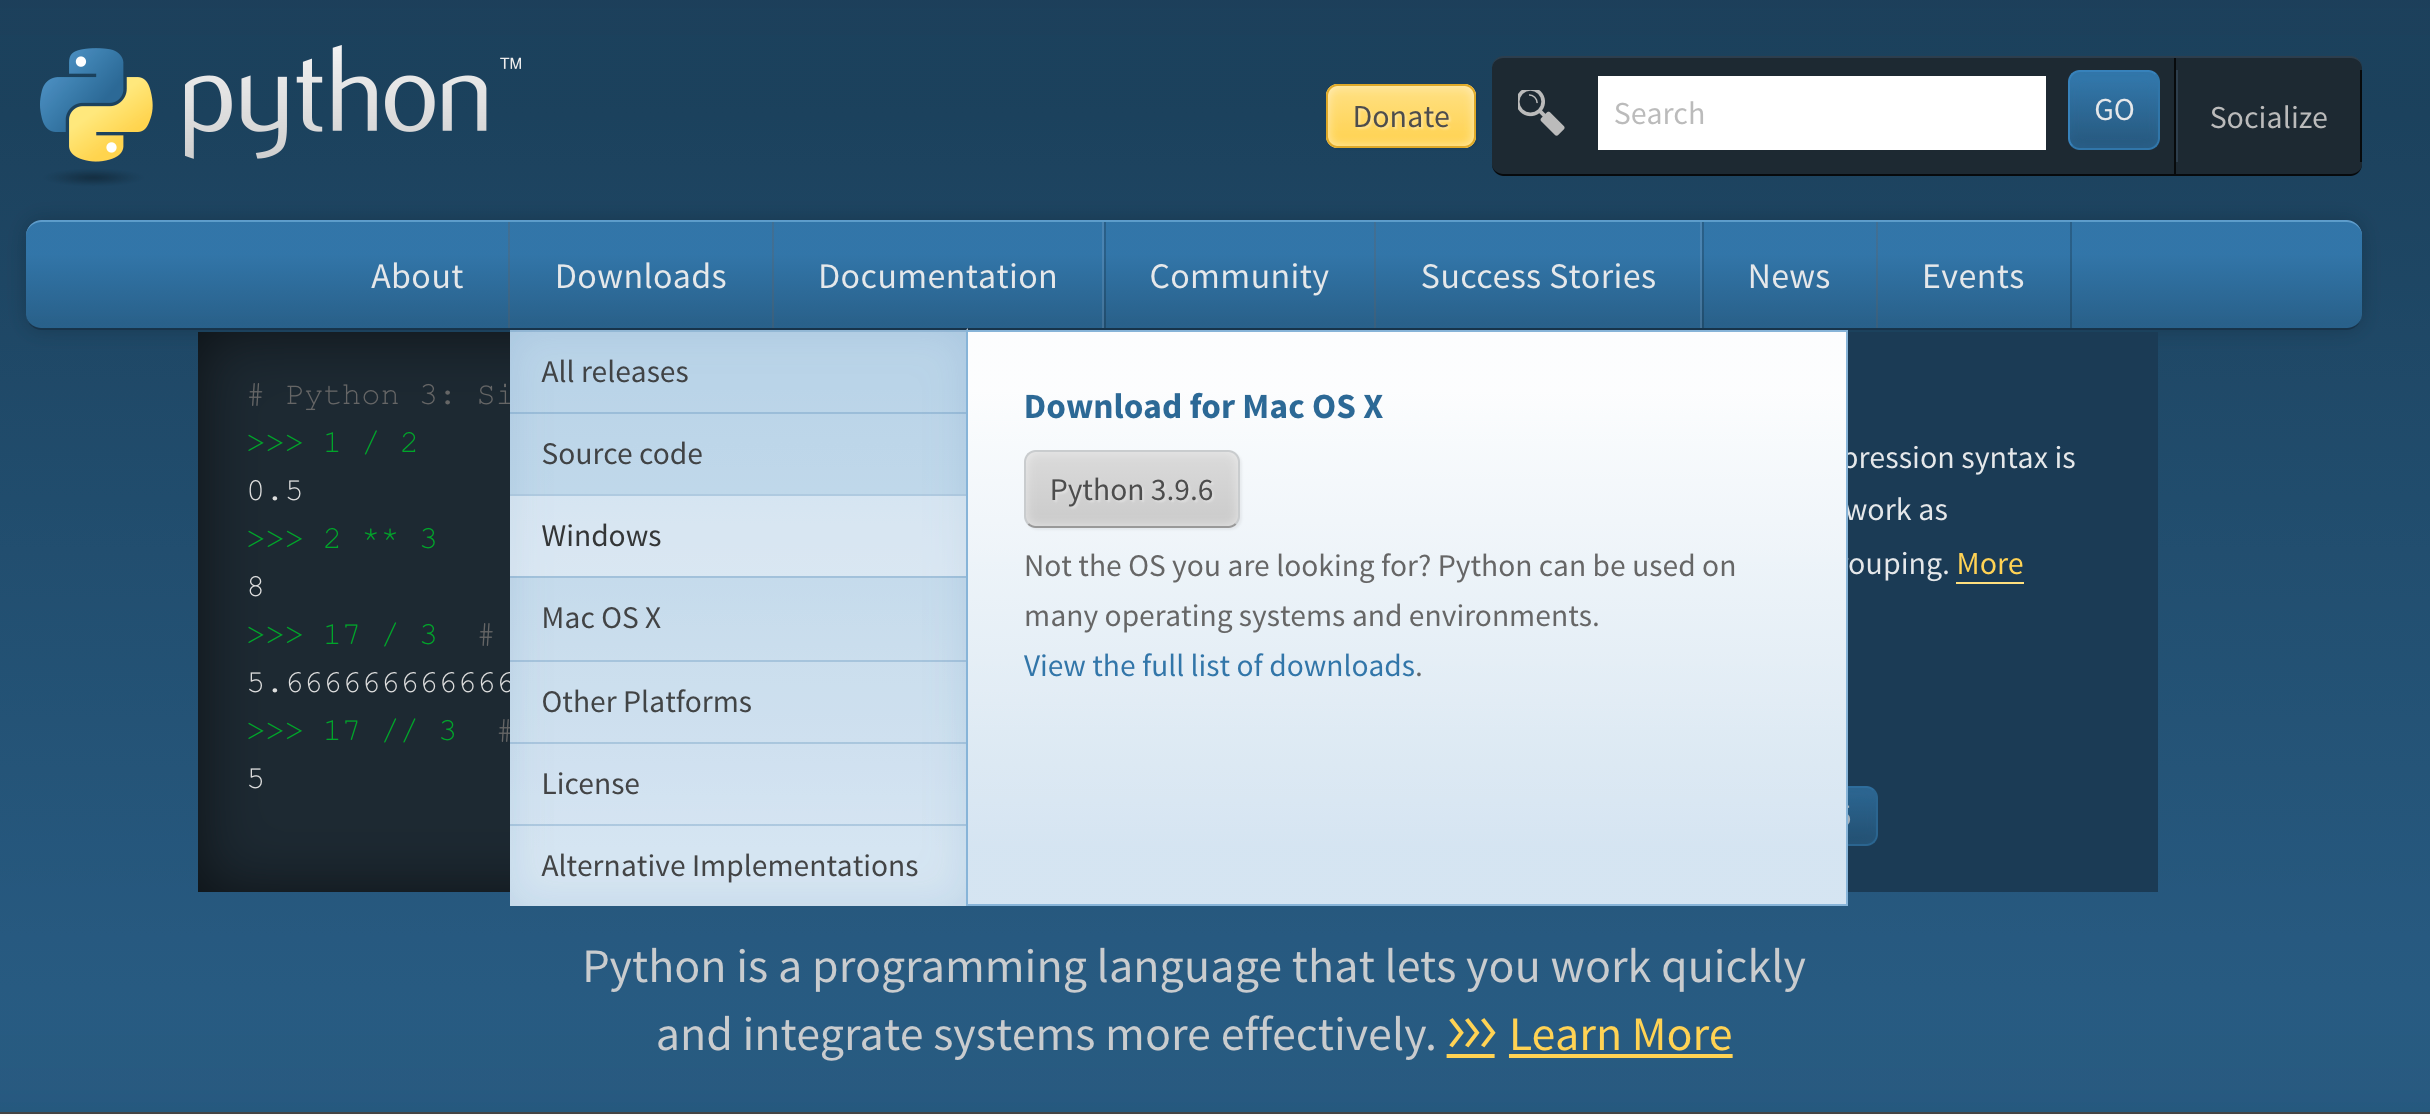 python™
Donate
Search
GO
Socialize
About
Downloads
Documentation
Community
Success Stories
News
Events
# Python 3:
>>> 1 / 2
0.5
>>> 2 ** 3
8
>>> 17 / 3 #
5.666666666666
>>> 17 // 3 #
5
All releases
Source code
Windows
Mac OS X
Other Platforms
License
Alternative Implementations
Download for Mac OS X
Python 3.9.6
Not the OS you are looking for? Python can be used on
many operating systems and environments.
View the full list of downloads.
syntax is
work as
More
Python is a programming language that lets you work quickly
and integrate systems more effectively. >>> Learn More